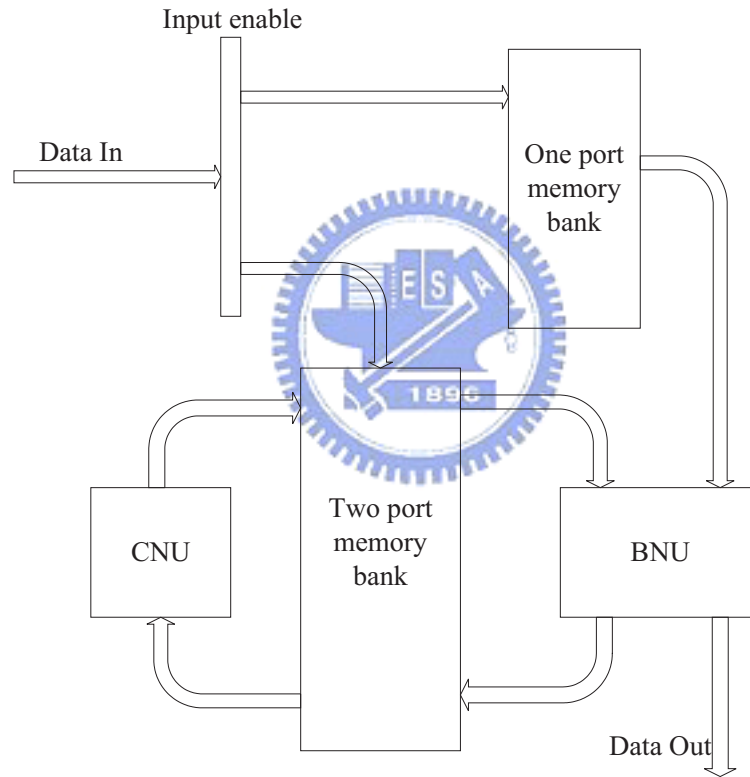 Input enable
Data In
One port
memory
bank
E S A
1896
Two port
memory
bank
CNU
BNU
Data Out